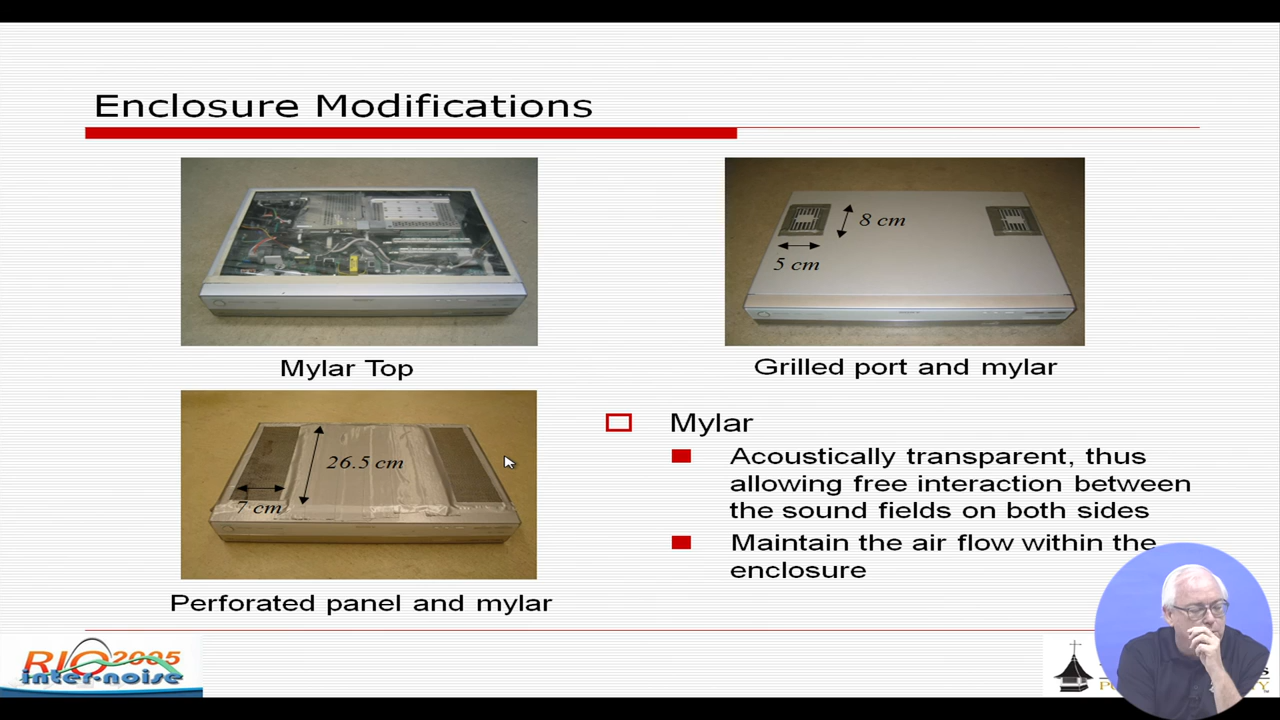 Enclosure Modifications
8 cm
5 cm
Mylar Top
Grilled port and mylar
26.5 cm
7 cm
Perforated panel and mylar
Mylar
Acoustically transparent, thus
allowing free interaction between
the sound fields on both sides
Maintain the air flow within the
enclosure
RIO 2005
inter-noise